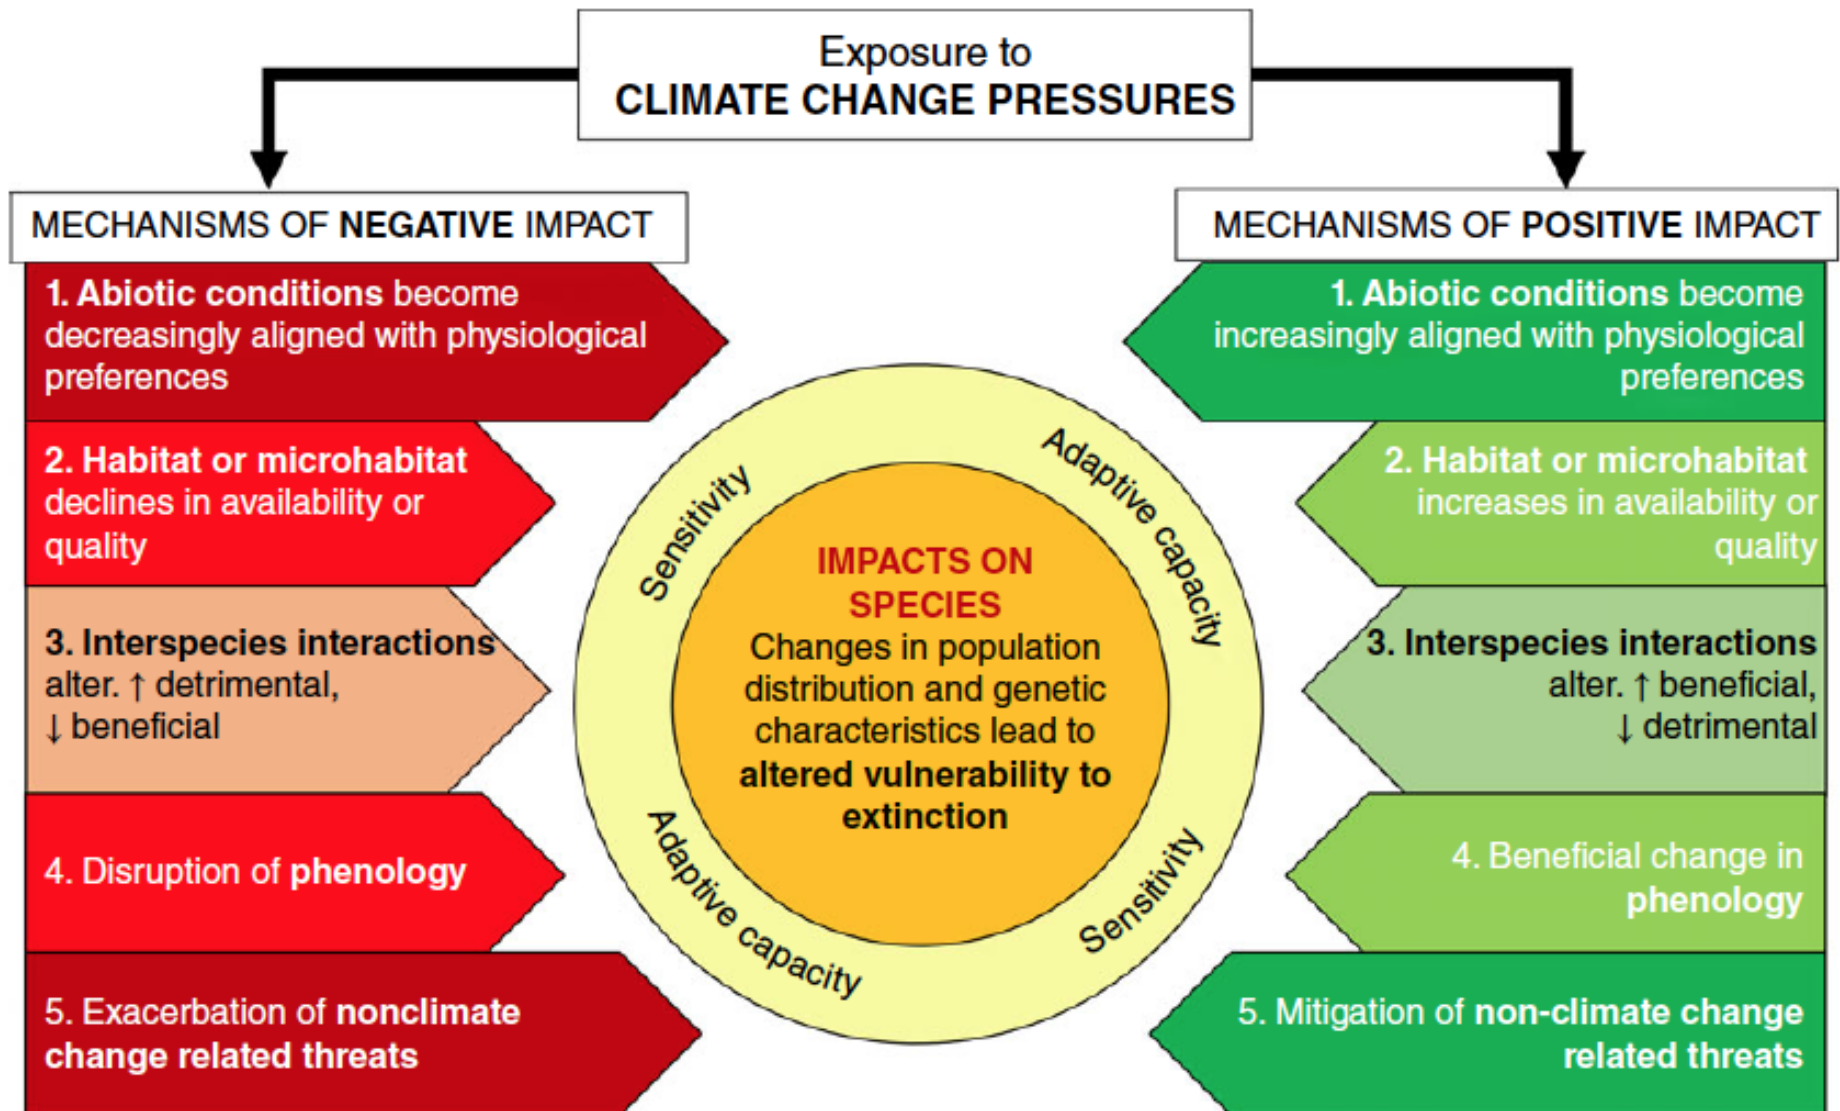 Exposure to
CLIMATE CHANGE PRESSURES
MECHANISMS OF NEGATIVE IMPACT
1. Abiotic conditions become
decreasingly aligned with physiological
preferences
2. Habitat or microhabitat
declines in availability or
quality
3. Interspecies interactions
alter. ↑ detrimental,
↓ beneficial
4. Disruption of phenology
5. Exacerbation of nonclimate
change related threats
Sensitivity
Adaptive capacity
IMPACTS ON
SPECIES
Changes in population
distribution and genetic
characteristics lead to
altered vulnerability to
extinction
Adaptive capacity
Sensitivity
MECHANISMS OF POSITIVE IMPACT
1. Abiotic conditions become
increasingly aligned with physiological
preferences
2. Habitat or microhabitat
increases in availability or
quality
3. Interspecies interactions
alter. ↑ beneficial,
↓ detrimental
4. Beneficial change in
phenology
5. Mitigation of non-climate change
related threats